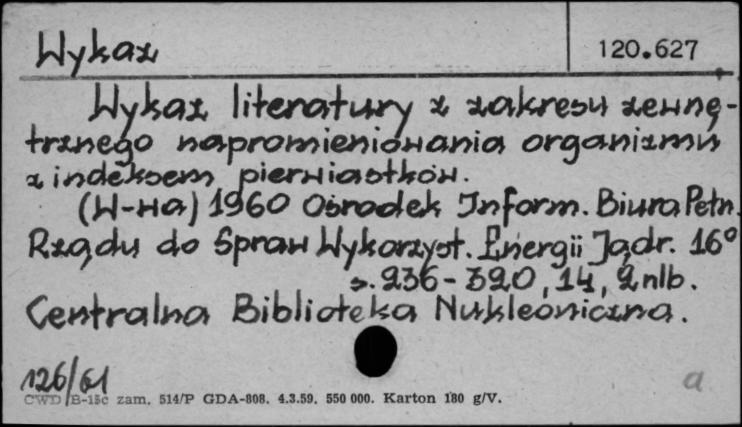 Wykaz
120.627
Wykaz literatury z zakresu zewnę-
trznego napromieniowania organizmu
z indeksem pierwiastków.
(W-wa) 1960 Ośrodek Inform. Biura Pełn.
Rządu do Spraw Wykorzyst. Energii Jądr. 16°
s. 236-320, 14, 2 nlb.
Centralna Biblioteka Nukleoniczna.
126/61
a
CWD B-15c zam. 514/P GDA-808. 4.3.59. 550 000. Karton 180 g/V.